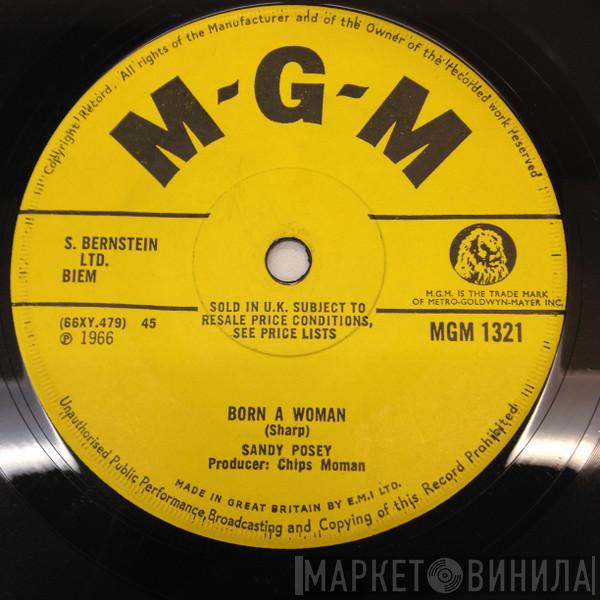 Copyright Record. All rights of the Manufacturer and of the Owner of the Recorded work reserved
M-G-M
S. BERNSTEIN
LTD.
BIEM
M.G.M. IS THE TRADE MARK
OF METRO-GOLDWYN-MAYER INC.
(66XY.479) 45
℗ 1966
SOLD IN U.K. SUBJECT TO
RESALE PRICE CONDITIONS,
SEE PRICE LISTS
MGM 1321
BORN A WOMAN
(Sharp)
SANDY POSEY
Producer: Chips Moman
MADE IN GREAT BRITAIN BY E.M.I LTD.
Unauthorised Public Performance, Broadcasting and Copying of this Record Prohibited.
МАРКЕТ ВИНИЛА